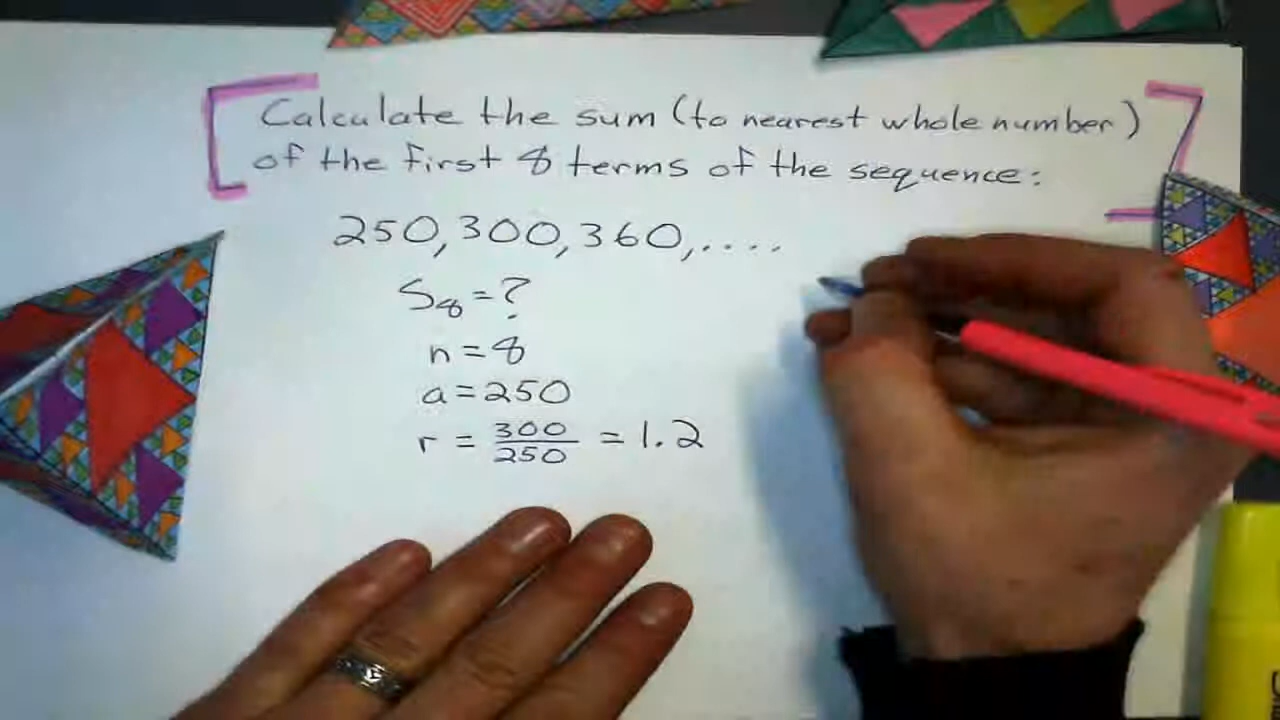 Calculate the sum (to nearest whole number)
of the first 8 terms of the sequence:
250, 300, 360, ....
S₈ = ?
n = 8
a = 250
r = 300/250 = 1.2